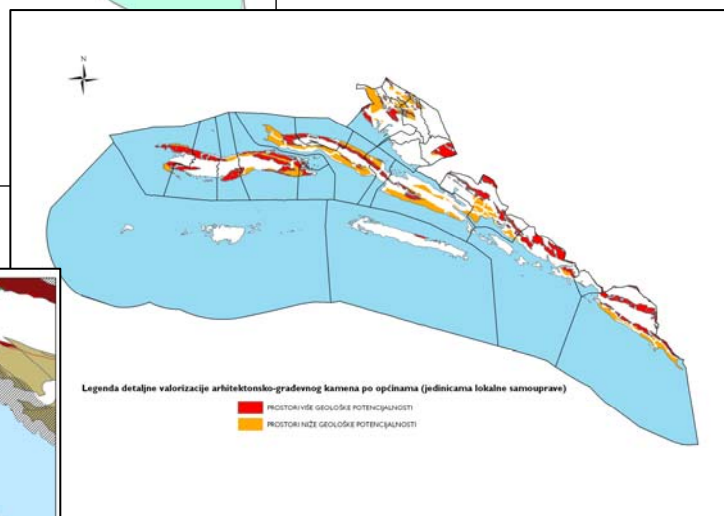 N
Legenda detaljne valorizacije arhitektonsko-građevnog kamena po općinama (jedinicama lokalne samouprave)
PROSTORI VIŠE GEOLOŠKE POTENCIJALNOSTI
PROSTORI NIŽE GEOLOŠKE POTENCIJALNOSTI